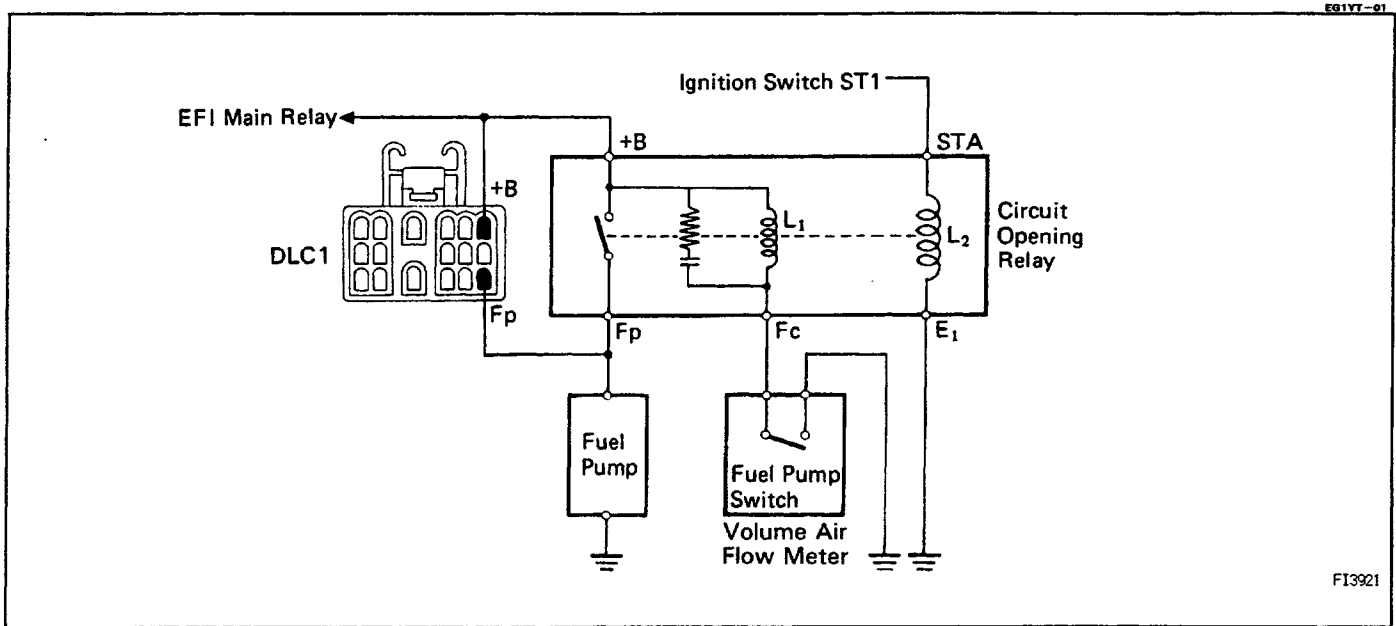 EG1YT-01
Ignition Switch ST1
EFI Main Relay
+B
STA
+B
L₁
L₂
Circuit
Opening
Relay
DLC1
Fp
Fp
Fc
E₁
Fuel
Pump
Fuel Pump
Switch
Volume Air
Flow Meter
FI3921